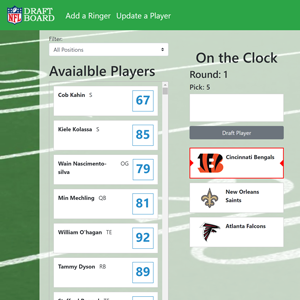 NFL
DRAFT
BOARD
Add a Ringer
Update a Player
Filter:
All Positions
Avaialble Players
Cob Kahin S
67
Kiele Kolassa S
85
Wain Nascimento-
silva OG
79
Min Mechling QB
81
William O'hagan TE
92
Tammy Dyson RB
89
On the Clock
Round: 1
Pick: 5
Draft Player
Cincinnati Bengals
New Orleans
Saints
Atlanta Falcons